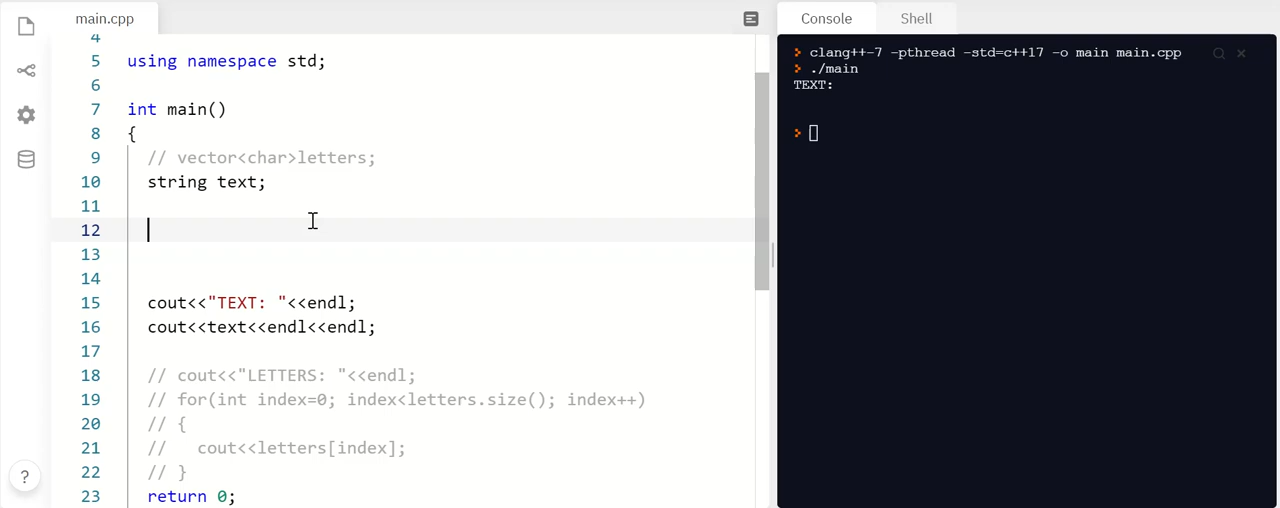 main.cpp
4
5 using namespace std;
6
7 int main()
8 {
9 // vector<char>letters;
10 string text;
11
12
13
14
15 cout<<"TEXT: "<<endl;
16 cout<<text<<endl<<endl;
17
18 // cout<<"LETTERS: "<<endl;
19 // for(int index=0; index<letters.size(); index++)
20 // {
21 // cout<<letters[index];
22 // }
23 return 0;
?
Console Shell
> clang++-7 -pthread -std=c++17 -o main main.cpp
> ./main
TEXT:
>